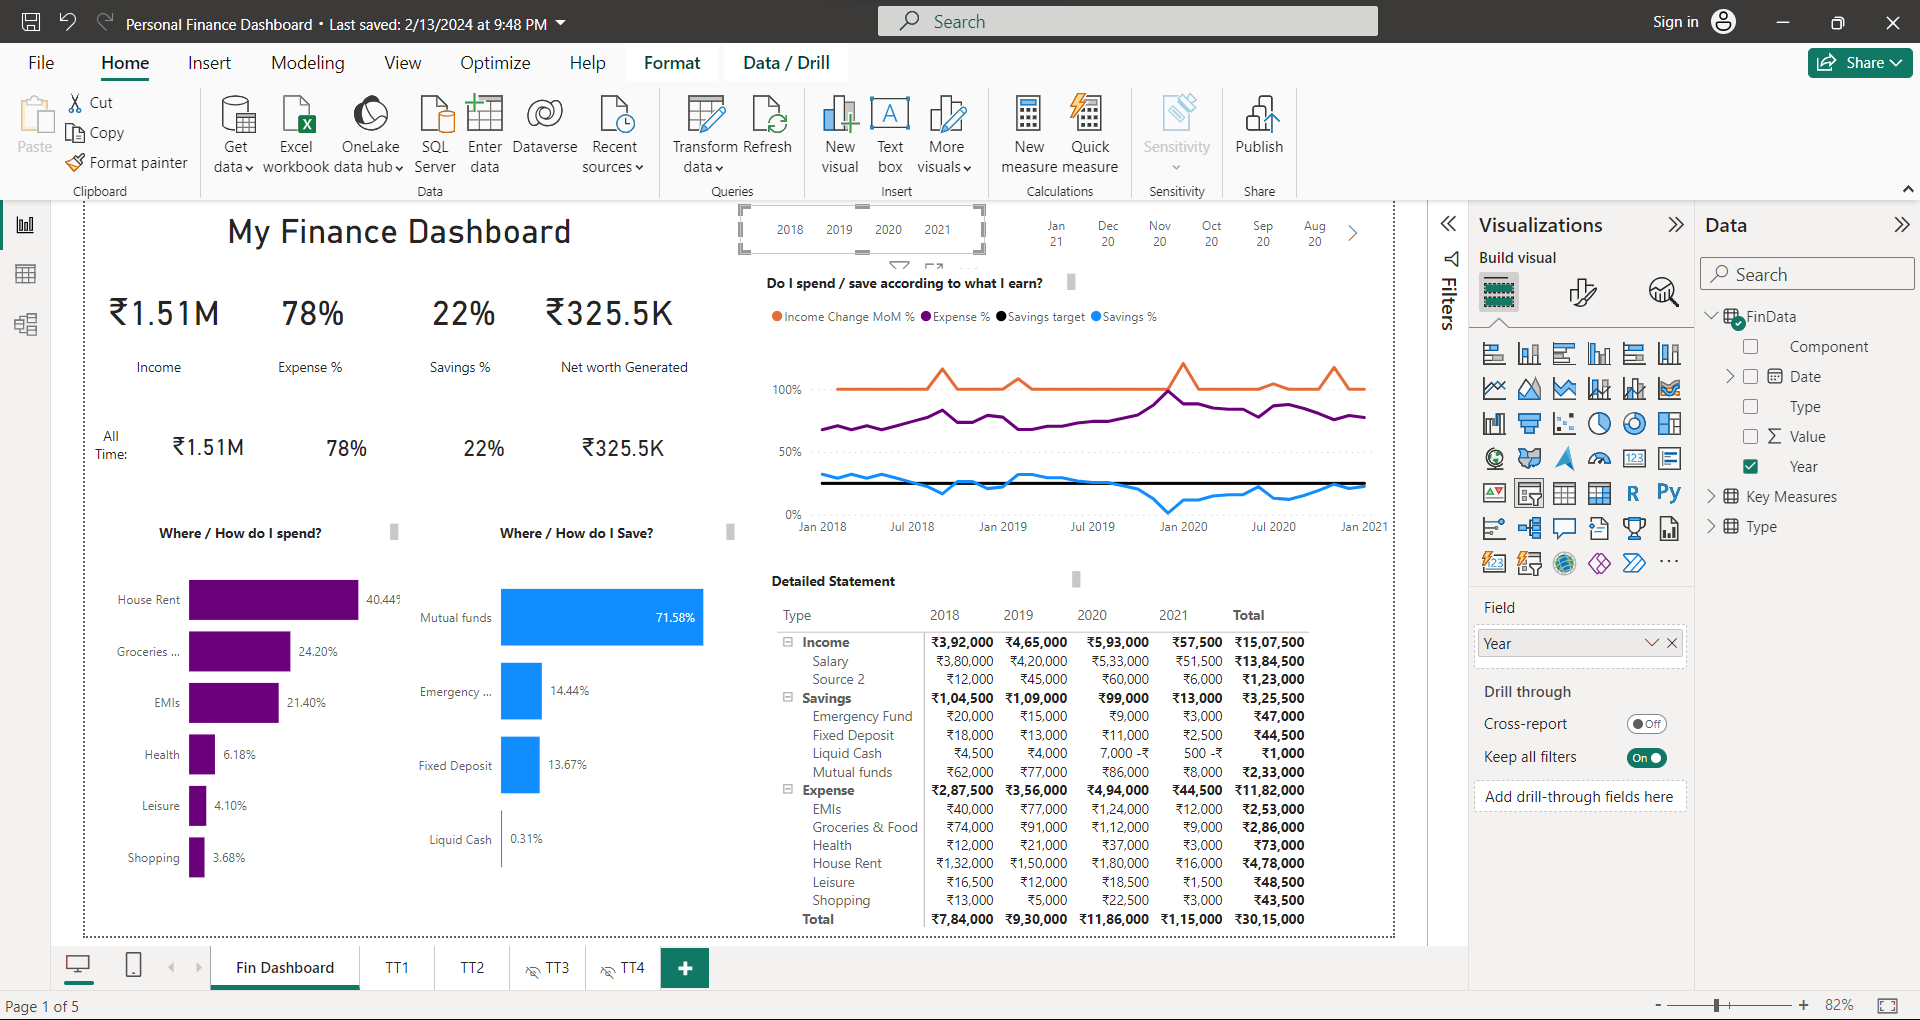 Personal Finance Dashboard • Last saved: 2/13/2024 at 9:48 PM
Search
Sign in
File Home Insert Modeling View Optimize Help Format Data / Drill
Share
Paste
Cut
Copy
Format painter
Clipboard
Get data
Excel workbook
OneLake data hub
SQL Server
Enter data
Dataverse
Recent sources
Data
Transform data
Refresh
Queries
New visual
Text box
More visuals
Insert
New measure
Quick measure
Calculations
Sensitivity
Sensitivity
Publish
Share
My Finance Dashboard
2018 2019 2020 2021
Jan 21 Dec 20 Nov 20 Oct 20 Sep 20 Aug 20
₹1.51M 78% 22% ₹325.5K
Income Expense % Savings % Net worth Generated
All Time: ₹1.51M 78% 22% ₹325.5K
Do I spend / save according to what I earn?
Income Change MoM % Expense % Savings target Savings %
100%
50%
0%
Jan 2018 Jul 2018 Jan 2019 Jul 2019 Jan 2020 Jul 2020 Jan 2021
Where / How do I spend?
House Rent 40.44%
Groceries ... 24.20%
EMIs 21.40%
Health 6.18%
Leisure 4.10%
Shopping 3.68%
Where / How do I Save?
Mutual funds 71.58%
Emergency ... 14.44%
Fixed Deposit 13.67%
Liquid Cash 0.31%
Detailed Statement
Type 2018 2019 2020 2021 Total
Income ₹3,92,000 ₹4,65,000 ₹5,93,000 ₹57,500 ₹15,07,500
Salary ₹3,80,000 ₹4,20,000 ₹5,33,000 ₹51,500 ₹13,84,500
Source 2 ₹12,000 ₹45,000 ₹60,000 ₹6,000 ₹1,23,000
Savings ₹1,04,500 ₹1,09,000 ₹99,000 ₹13,000 ₹3,25,500
Emergency Fund ₹20,000 ₹15,000 ₹9,000 ₹3,000 ₹47,000
Fixed Deposit ₹18,000 ₹13,000 ₹11,000 ₹2,500 ₹44,500
Liquid Cash ₹4,500 ₹4,000 7,000 -₹ 500 -₹ ₹1,000
Mutual funds ₹62,000 ₹77,000 ₹86,000 ₹8,000 ₹2,33,000
Expense ₹2,87,500 ₹3,56,000 ₹4,94,000 ₹44,500 ₹11,82,000
EMIs ₹40,000 ₹77,000 ₹1,24,000 ₹12,000 ₹2,53,000
Groceries & Food ₹74,000 ₹91,000 ₹1,12,000 ₹9,000 ₹2,86,000
Health ₹12,000 ₹21,000 ₹37,000 ₹3,000 ₹73,000
House Rent ₹1,32,000 ₹1,50,000 ₹1,80,000 ₹16,000 ₹4,78,000
Leisure ₹16,500 ₹12,000 ₹18,500 ₹1,500 ₹48,500
Shopping ₹13,000 ₹5,000 ₹22,500 ₹3,000 ₹43,500
Total ₹7,84,000 ₹9,30,000 ₹11,86,000 ₹1,15,000 ₹30,15,000
Filters
Visualizations
Build visual
123
R
Py
123
Field
Year
Drill through
Cross-report Off
Keep all filters On
Add drill-through fields here
Data
Search
FinData
Component
Date
Type
Σ Value
Year
Key Measures
Type
Fin Dashboard TT1 TT2 TT3 TT4
Page 1 of 5
- + 82%